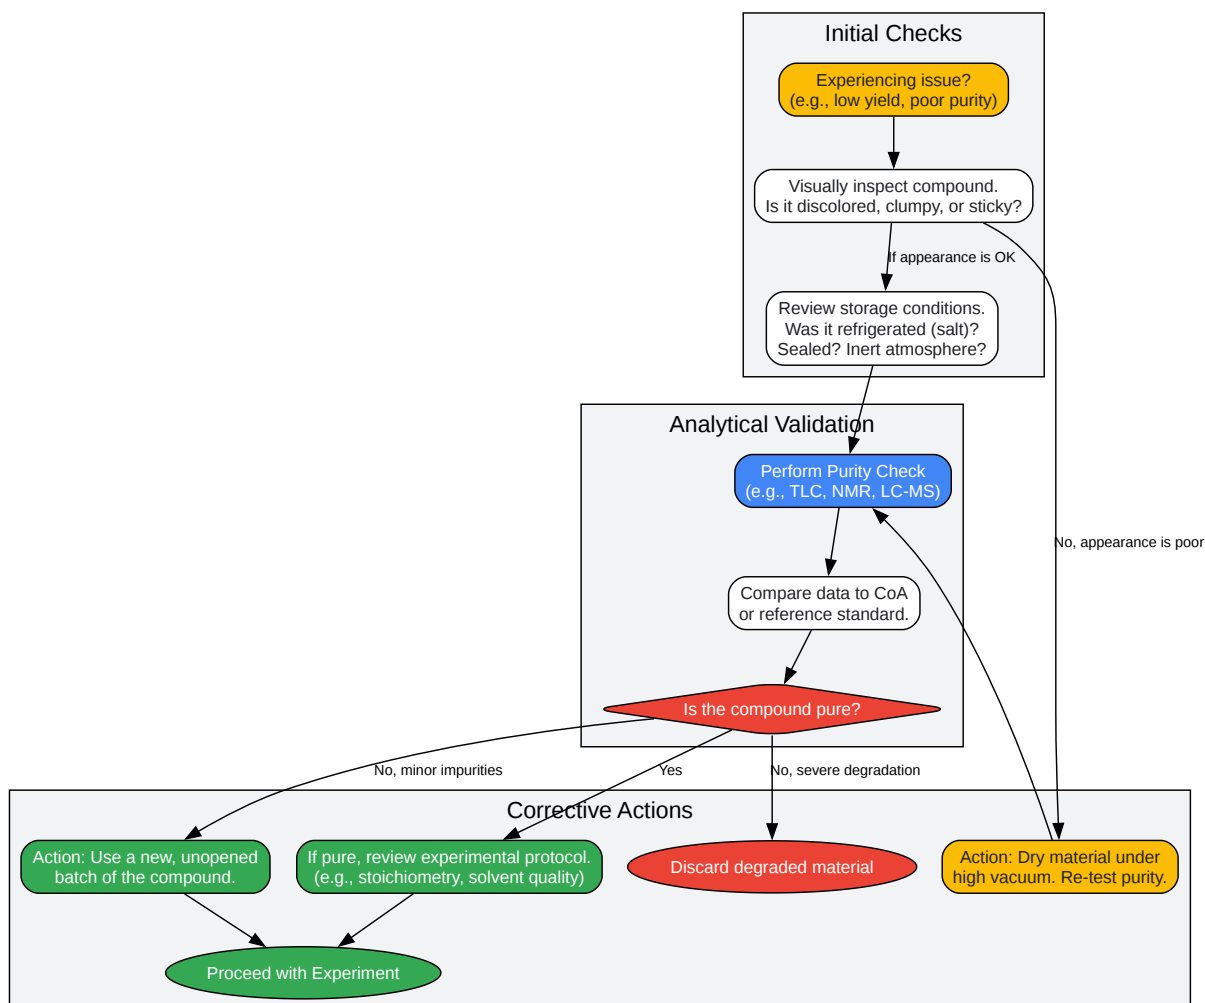 Initial Checks
Experiencing issue?
(e.g., low yield, poor purity)
Visually inspect compound.
Is it discolored, clumpy, or sticky?
If appearance is OK
Review storage conditions.
Was it refrigerated (salt)?
Sealed? Inert atmosphere?
Analytical Validation
Perform Purity Check
(e.g., TLC, NMR, LC-MS)
No, appearance is poor
Compare data to CoA
or reference standard.
Is the compound pure?
No, minor impurities
Yes
No, severe degradation
Corrective Actions
Action: Use a new, unopened
batch of the compound.
If pure, review experimental protocol.
(e.g., stoichiometry, solvent quality)
Discard degraded material
Action: Dry material under
high vacuum. Re-test purity.
Proceed with Experiment